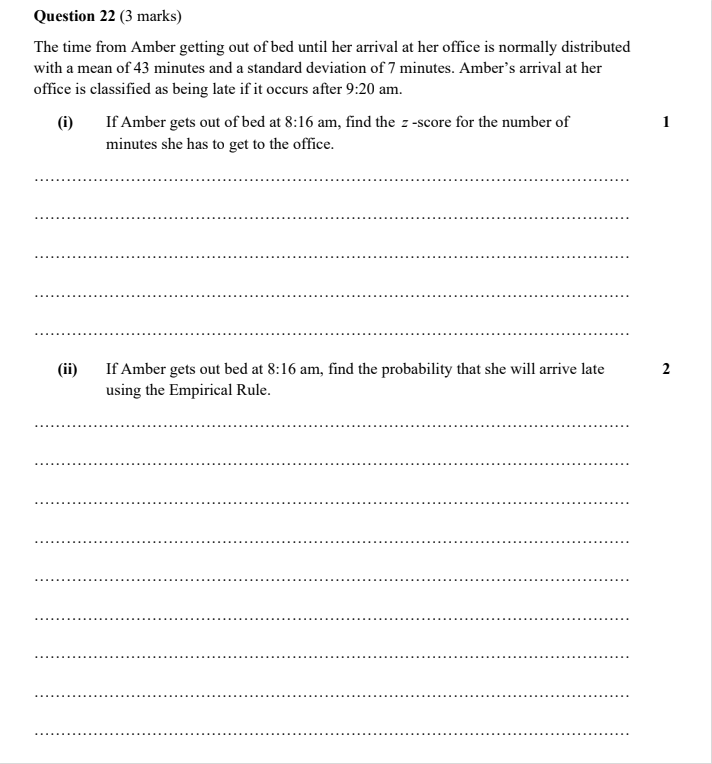 Question 22 (3 marks)
The time from Amber getting out of bed until her arrival at her office is normally distributed
with a mean of 43 minutes and a standard deviation of 7 minutes. Amber's arrival at her
office is classified as being late if it occurs after 9:20 am.
(i) If Amber gets out of bed at 8:16 am, find the z -score for the number of 1
minutes she has to get to the office.
(ii) If Amber gets out bed at 8:16 am, find the probability that she will arrive late 2
using the Empirical Rule.